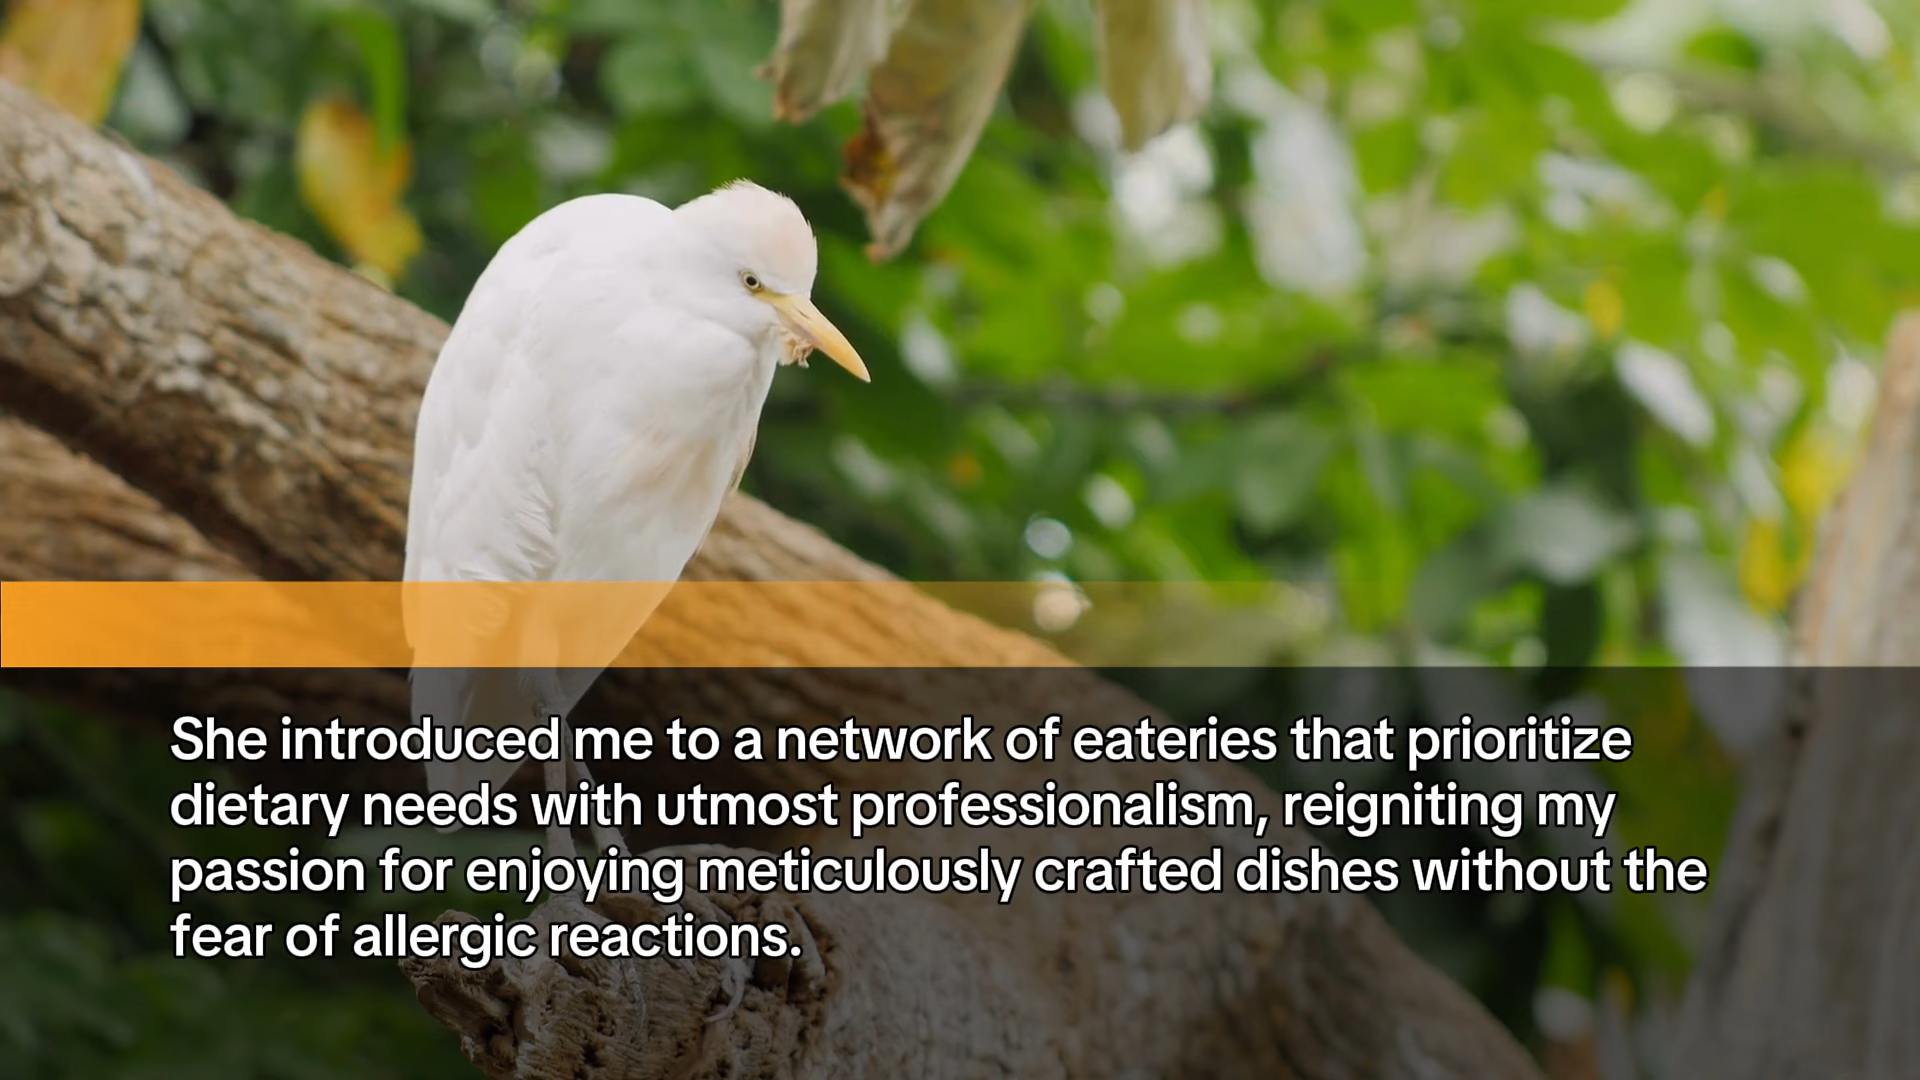 She introduced me to a network of eateries that prioritize
dietary needs with utmost professionalism, reigniting my
passion for enjoying meticulously crafted dishes without the
fear of allergic reactions.